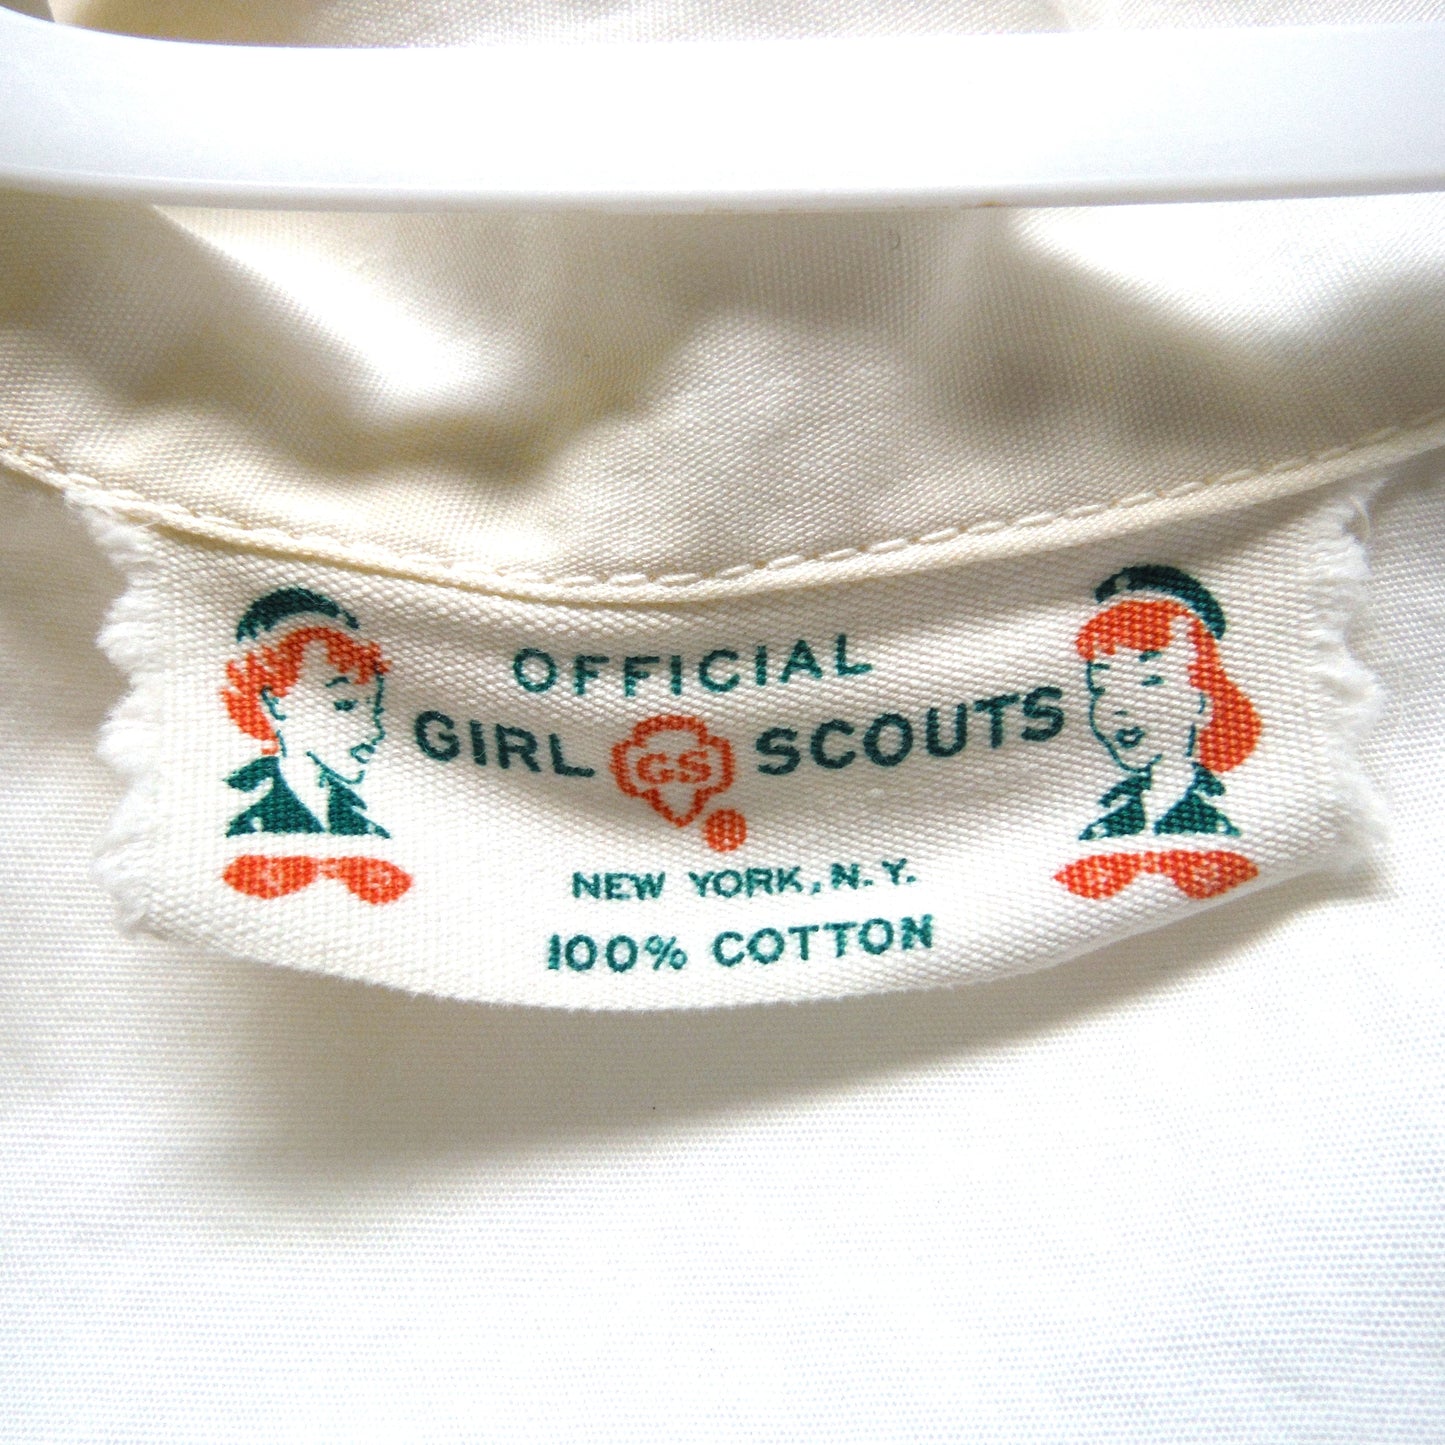 OFFICIAL
GIRL GS SCOUTS
NEW YORK, N.Y.
100% COTTON